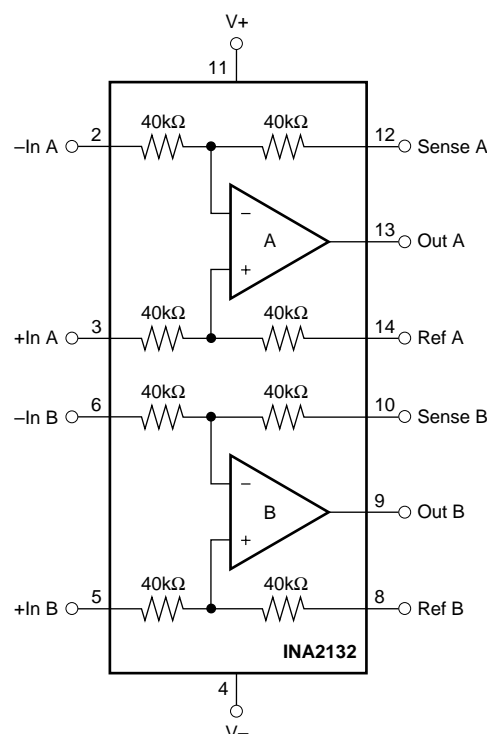 V+
11
40kΩ 40kΩ
–In A 2 12 Sense A
A
13 Out A
40kΩ 40kΩ
+In A 3 14 Ref A
40kΩ 40kΩ
–In B 6 10 Sense B
B
9 Out B
40kΩ 40kΩ
+In B 5 8 Ref B
INA2132
4
V–